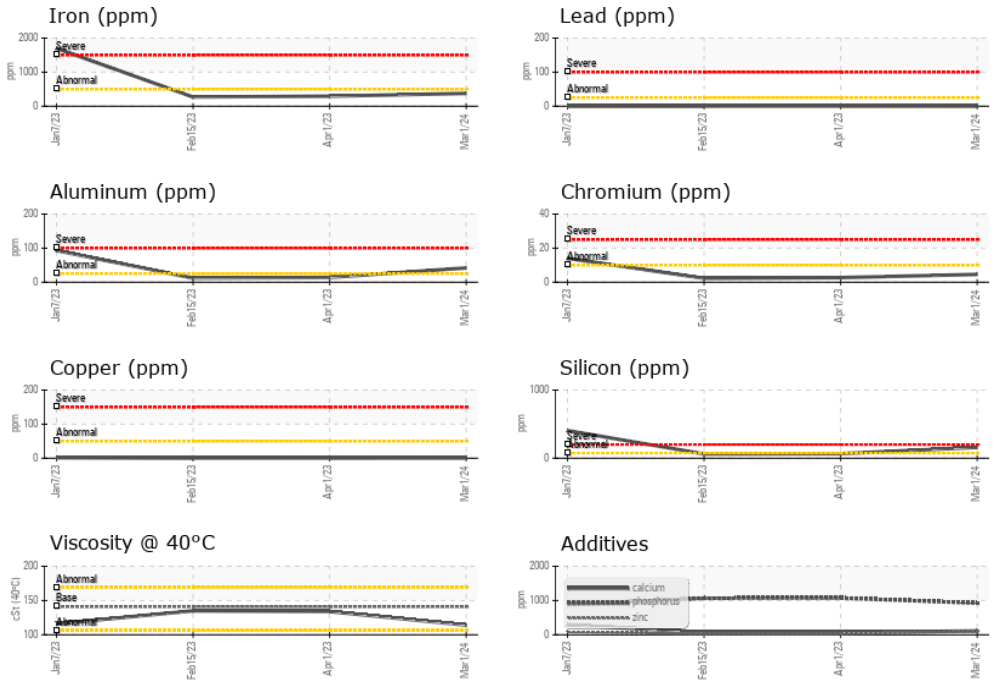 Iron (ppm)
2000
1000
0
ppm
Severe
Abnormal
Jan7/23
Feb15/23
Apr1/23
Mar1/24
Lead (ppm)
200
100
0
ppm
Severe
Abnormal
Jan7/23
Feb15/23
Apr1/23
Mar1/24
Aluminum (ppm)
200
100
0
ppm
Severe
Abnormal
Jan7/23
Feb15/23
Apr1/23
Mar1/24
Chromium (ppm)
40
20
0
ppm
Severe
Abnormal
Jan7/23
Feb15/23
Apr1/23
Mar1/24
Copper (ppm)
200
100
0
ppm
Severe
Abnormal
Jan7/23
Feb15/23
Apr1/23
Mar1/24
Silicon (ppm)
1000
0
ppm
Severe
Abnormal
Jan7/23
Feb15/23
Apr1/23
Mar1/24
Viscosity @ 40°C
200
150
100
cSt (40°C)
Abnormal
Base
Abnormal
Jan7/23
Feb15/23
Apr1/23
Mar1/24
Additives
2000
1000
0
ppm
calcium
phosphorus
zinc
Jan7/23
Feb15/23
Apr1/23
Mar1/24